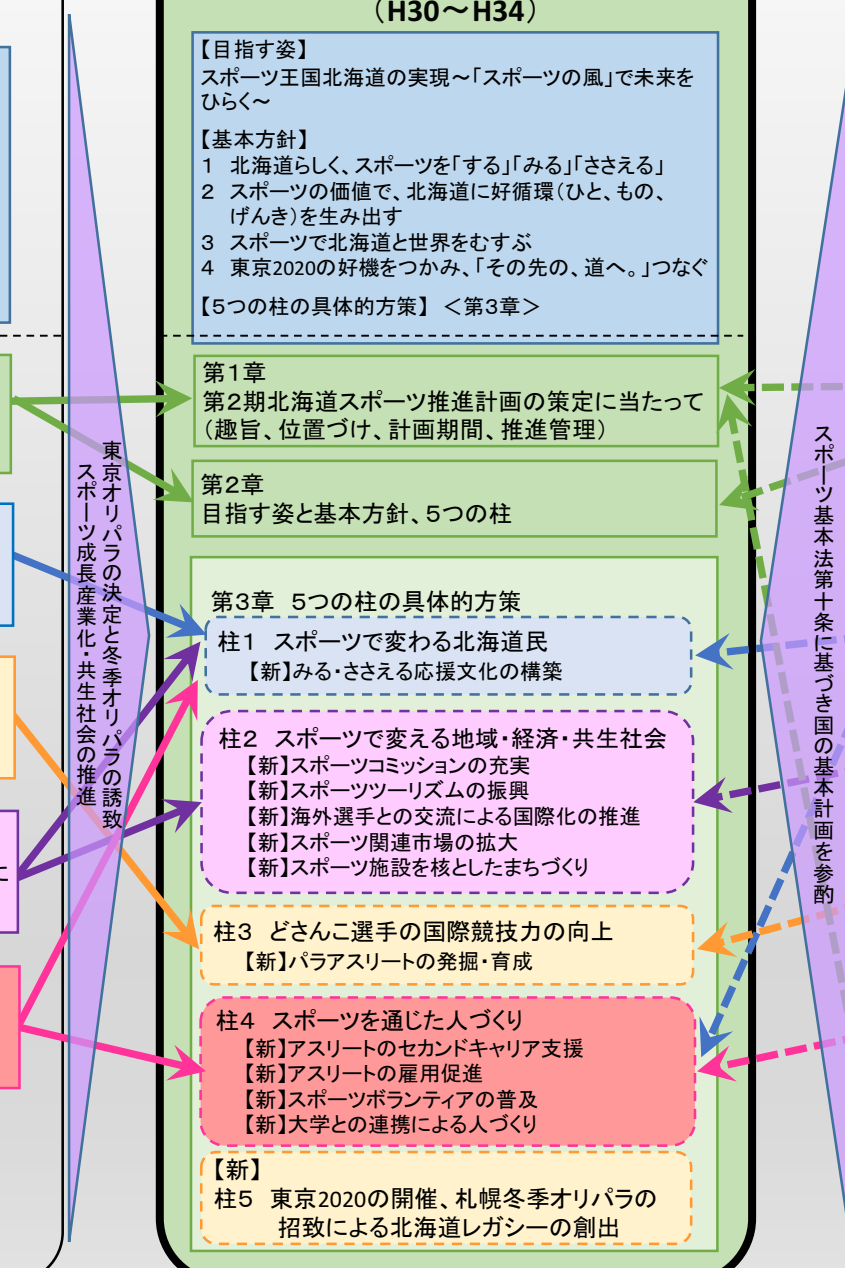 （H30～H34）
【目指す姿】
スポーツ王国北海道の実現～「スポーツの風」で未来を
ひらく～
【基本方針】
１　北海道らしく、スポーツを「する」「みる」「ささえる」
２　スポーツの価値で、北海道に好循環（ひと、もの、
げんき）を生み出す
３　スポーツで北海道と世界をむすぶ
４　東京2020の好機をつかみ、「その先の、道へ。」つなぐ
【５つの柱の具体的方策】　＜第３章＞
第１章
第２期北海道スポーツ推進計画の策定に当たって
（趣旨、位置づけ、計画期間、推進管理）
第２章
目指す姿と基本方針、５つの柱
第３章　５つの柱の具体的方策
柱１　スポーツで変わる北海道民
【新】みる・ささえる応援文化の構築
柱２　スポーツで変える地域・経済・共生社会
【新】スポーツコミッションの充実
【新】スポーツツーリズムの振興
【新】海外選手との交流による国際化の推進
【新】スポーツ関連市場の拡大
【新】スポーツ施設を核としたまちづくり
柱３　どさんこ選手の国際競技力の向上
【新】パラアスリートの発掘・育成
柱４　スポーツを通じた人づくり
【新】アスリートのセカンドキャリア支援
【新】アスリートの雇用促進
【新】スポーツボランティアの普及
【新】大学との連携による人づくり
【新】
柱５　東京2020の開催、札幌冬季オリパラの
招致による北海道レガシーの創出
東京オリパラの決定と冬季オリパラの誘致
スポーツ成長産業化・共生社会の推進
スポーツ基本法第十条に基づき国の基本計画を参酌
に